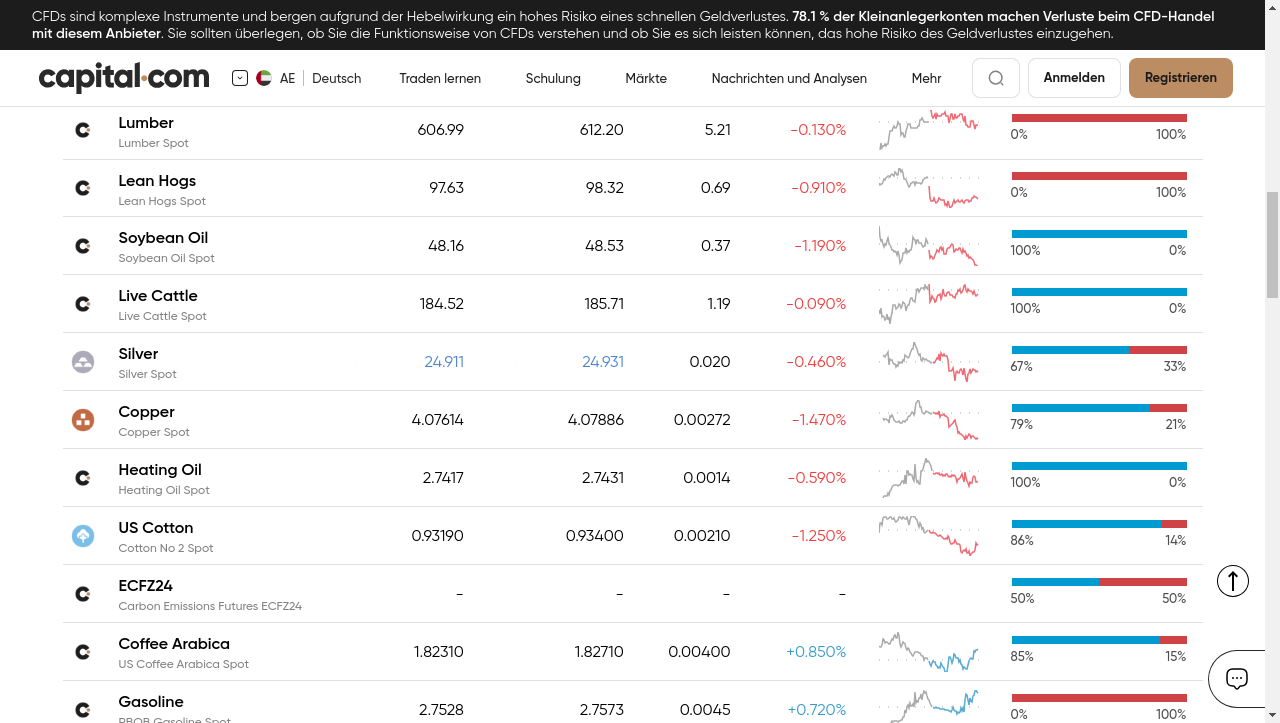 CFDs sind komplexe Instrumente und bergen aufgrund der Hebelwirkung ein hohes Risiko eines schnellen Geldverlustes. 78.1 % der Kleinanlegerkonten machen Verluste beim CFD-Handel
mit diesem Anbieter. Sie sollten überlegen, ob Sie die Funktionsweise von CFDs verstehen und ob Sie es sich leisten können, das hohe Risiko des Geldverlustes einzugehen.
capital.com AE Deutsch Traden lernen Schulung Märkte Nachrichten und Analysen Mehr Anmelden Registrieren
Lumber 606.99 612.20 5.21 -0.130%
Lumber Spot 0% 100%
Lean Hogs 97.63 98.32 0.69 -0.910%
Lean Hogs Spot 0% 100%
Soybean Oil 48.16 48.53 0.37 -1.190%
Soybean Oil Spot 100% 0%
Live Cattle 184.52 185.71 1.19 -0.090%
Live Cattle Spot 100% 0%
Silver 24.911 24.931 0.020 -0.460%
Silver Spot 67% 33%
Copper 4.07614 4.07886 0.00272 -1.470%
Copper Spot 79% 21%
Heating Oil 2.7417 2.7431 0.0014 -0.590%
Heating Oil Spot 100% 0%
US Cotton 0.93190 0.93400 0.00210 -1.250%
Cotton No 2 Spot 86% 14%
ECFZ24 - - - -
Carbon Emissions Futures ECFZ24 50% 50%
Coffee Arabica 1.82310 1.82710 0.00400 +0.850%
US Coffee Arabica Spot 85% 15%
Gasoline 2.7528 2.7573 0.0045 +0.720%
RBOB Gasoline Spot 0% 100%